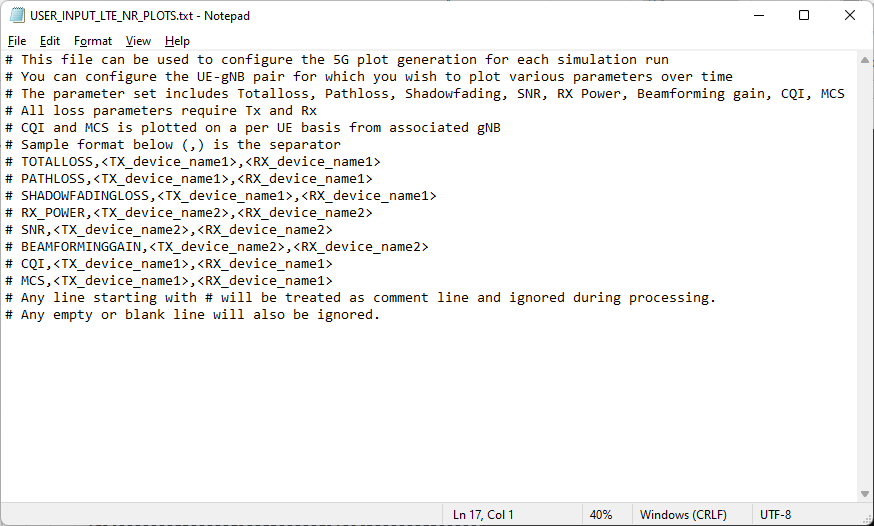 USER_INPUT_LTE_NR_PLOTS.txt - Notepad
File Edit Format View Help
# This file can be used to configure the 5G plot generation for each simulation run
# You can configure the UE-gNB pair for which you wish to plot various parameters over time
# The parameter set includes Totalloss, Pathloss, Shadowfading, SNR, RX Power, Beamforming gain, CQI, MCS
# All loss parameters require Tx and Rx
# CQI and MCS is plotted on a per UE basis from associated gNB
# Sample format below (,) is the separator
# TOTALLOSS,<TX_device_name1>,<RX_device_name1>
# PATHLOSS,<TX_device_name1>,<RX_device_name1>
# SHADOWFADINGLOSS,<TX_device_name1>,<RX_device_name1>
# RX_POWER,<TX_device_name2>,<RX_device_name2>
# SNR,<TX_device_name2>,<RX_device_name2>
# BEAMFORMINGGAIN,<TX_device_name2>,<RX_device_name2>
# CQI,<TX_device_name1>,<RX_device_name1>
# MCS,<TX_device_name1>,<RX_device_name1>
# Any line starting with # will be treated as comment line and ignored during processing.
# Any empty or blank line will also be ignored.
Ln 17, Col 1 40% Windows (CRLF) UTF-8